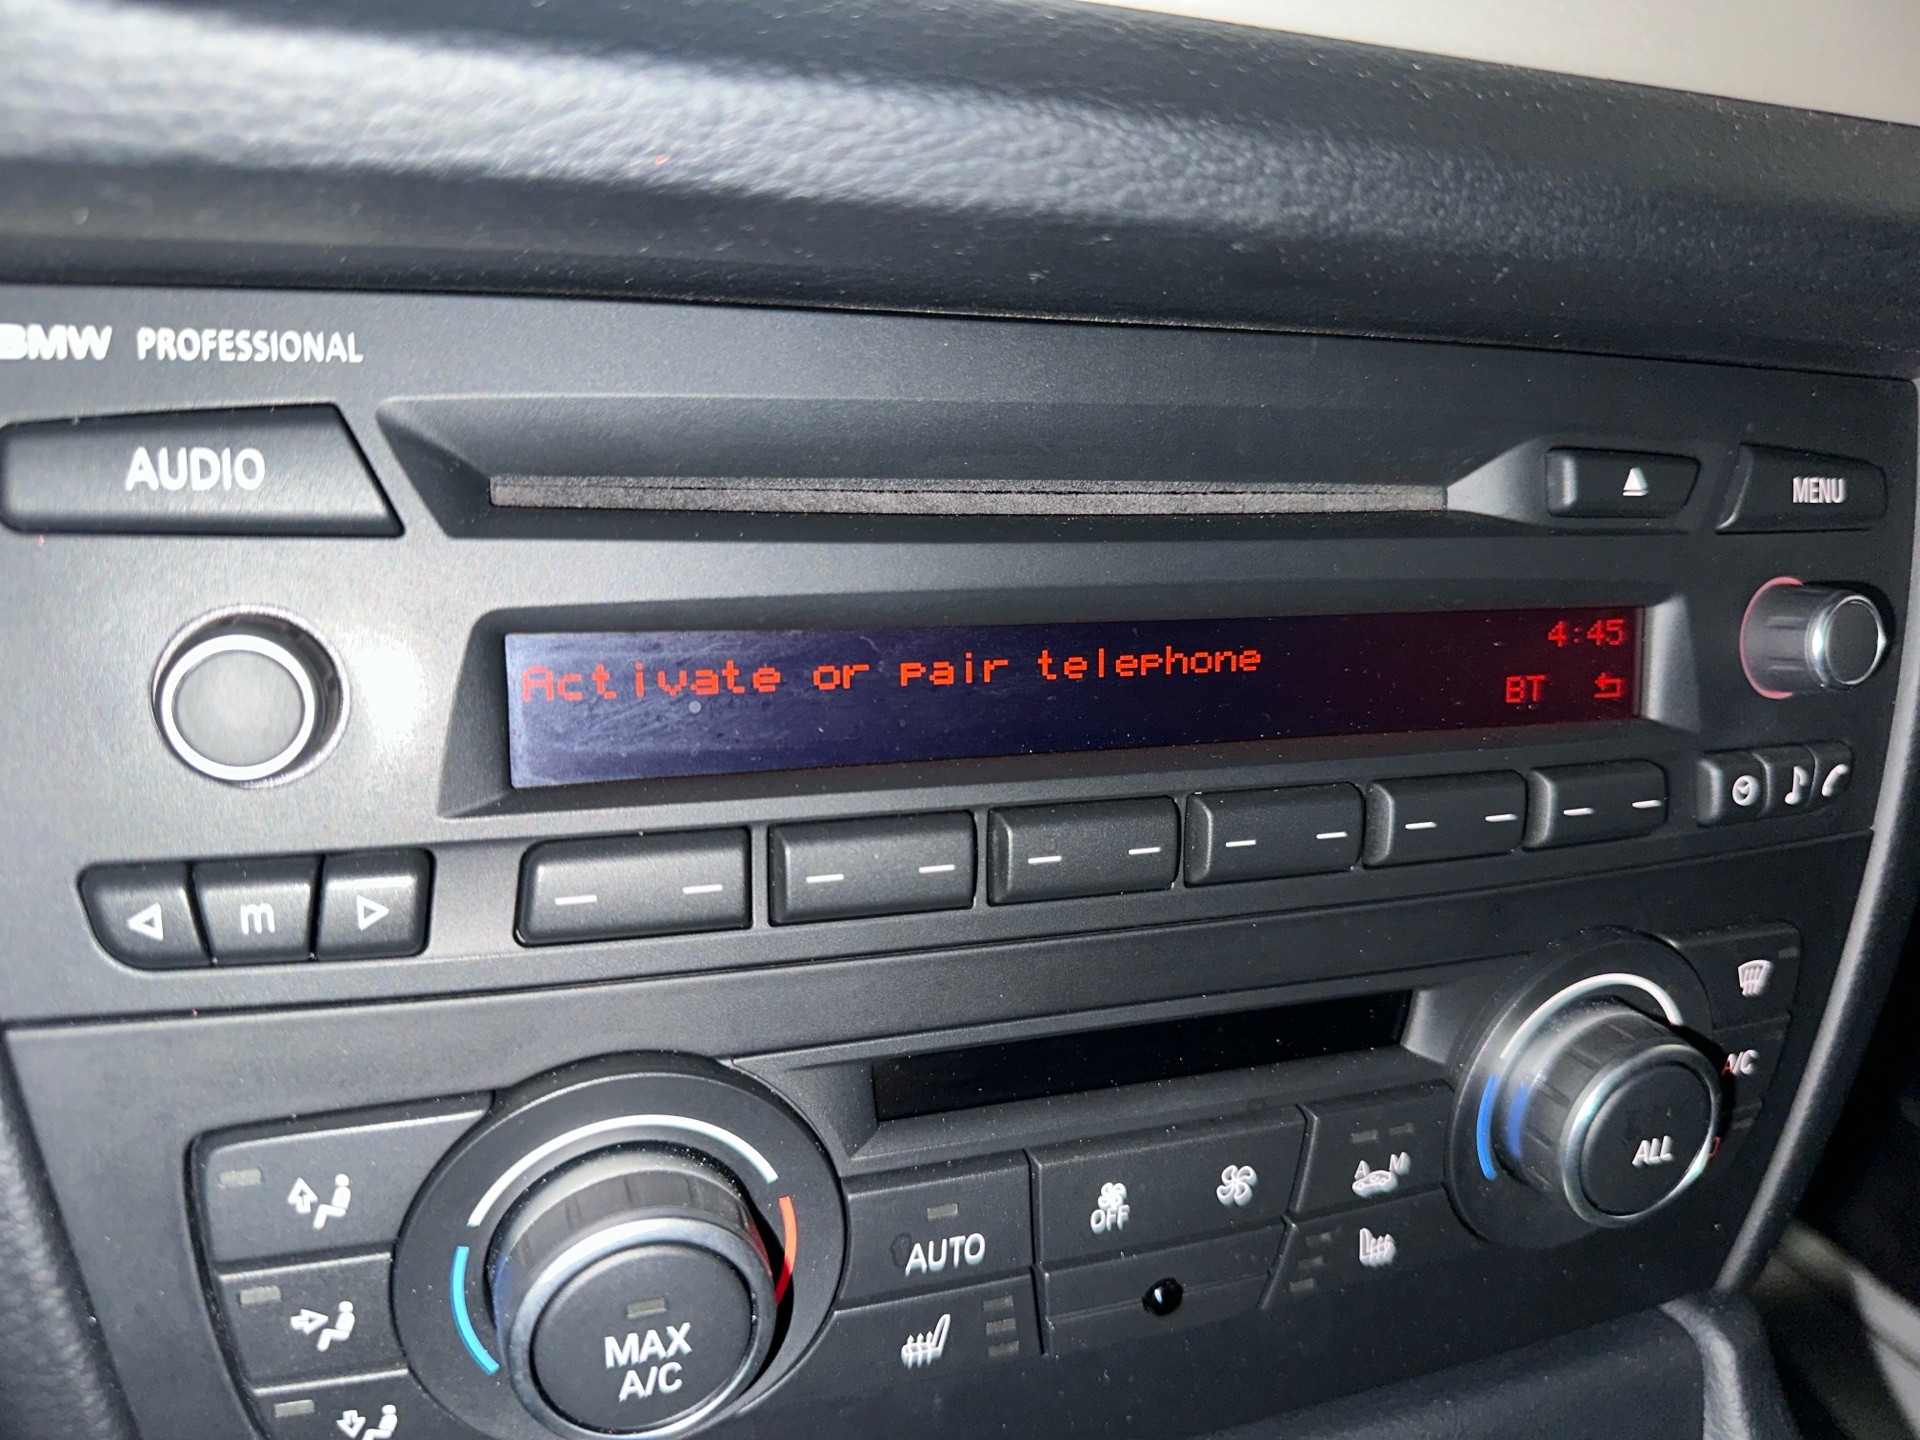 BMW PROFESSIONAL
AUDIO
MENU
4:45
Activate or pair telephone
BT
m
A/C
ALL
A M
OFF
AUTO
MAX
A/C